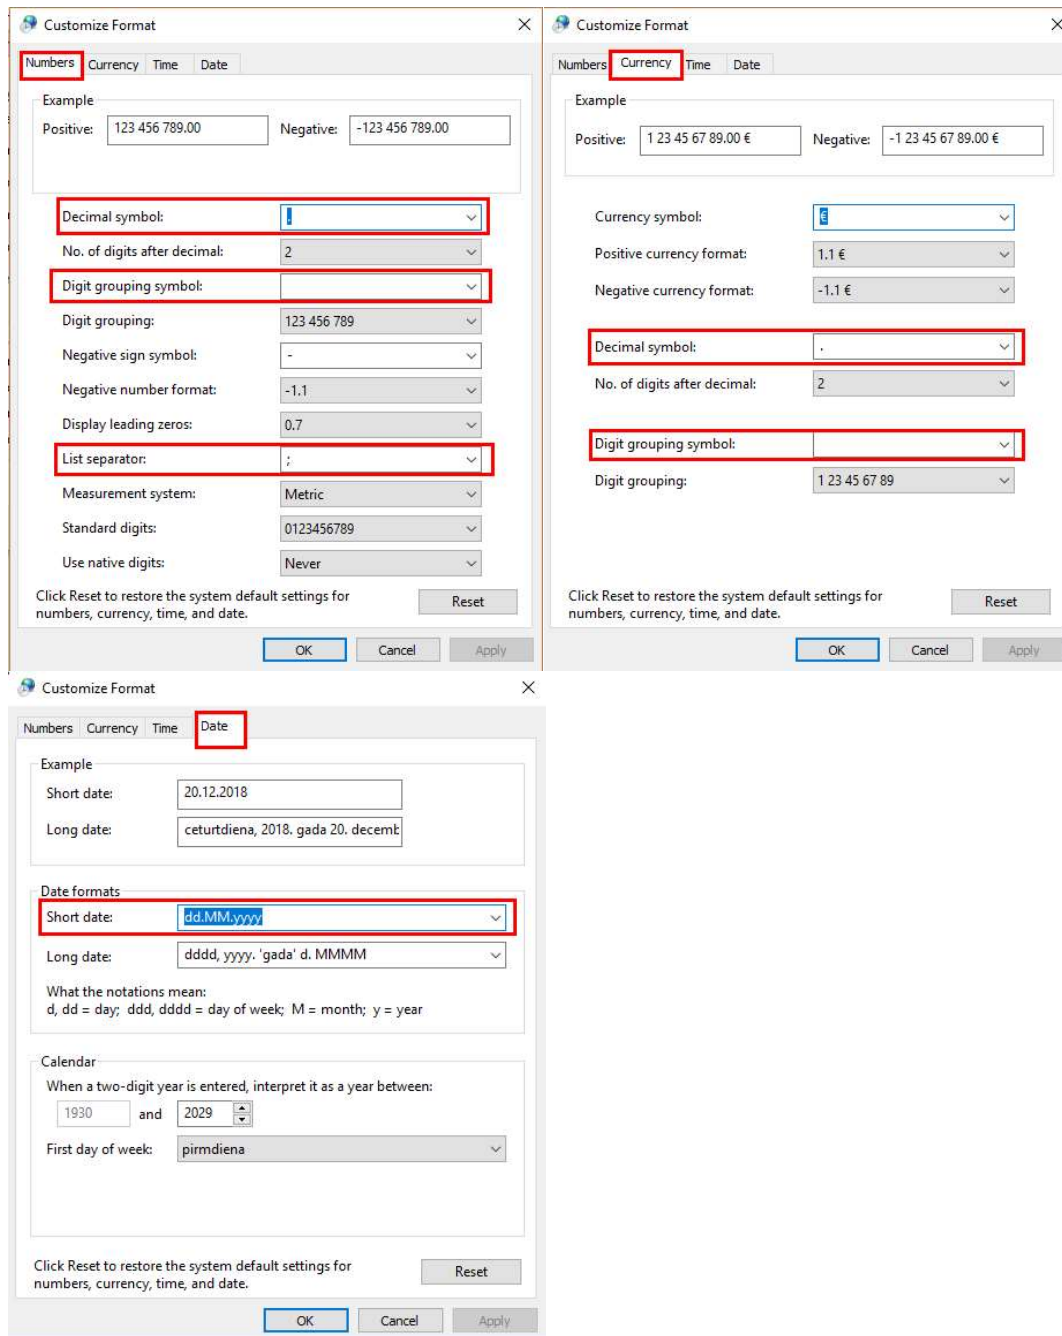 Customize Format
Numbers Currency Time Date
Example
Positive: 123 456 789.00 Negative: -123 456 789.00
Decimal symbol: .
No. of digits after decimal: 2
Digit grouping symbol:
Digit grouping: 123 456 789
Negative sign symbol: -
Negative number format: -1.1
Display leading zeros: 0.7
List separator: ;
Measurement system: Metric
Standard digits: 0123456789
Use native digits: Never
Click Reset to restore the system default settings for
numbers, currency, time, and date.
Reset
OK Cancel Apply
Customize Format
Numbers Currency Time Date
Example
Positive: 1 23 45 67 89.00 € Negative: -1 23 45 67 89.00 €
Currency symbol: €
Positive currency format: 1.1 €
Negative currency format: -1.1 €
Decimal symbol: .
No. of digits after decimal: 2
Digit grouping symbol:
Digit grouping: 1 23 45 67 89
Click Reset to restore the system default settings for
numbers, currency, time, and date.
Reset
OK Cancel Apply
Customize Format
Numbers Currency Time Date
Example
Short date: 20.12.2018
Long date: ceturtdiena, 2018. gada 20. decemb
Date formats
Short date: dd.MM.yyyy
Long date: dddd, yyyy. 'gada' d. MMMM
What the notations mean:
d, dd = day; ddd, dddd = day of week; M = month; y = year
Calendar
When a two-digit year is entered, interpret it as a year between:
1930 and 2029
First day of week: pirmdiena
Click Reset to restore the system default settings for
numbers, currency, time, and date.
Reset
OK Cancel Apply